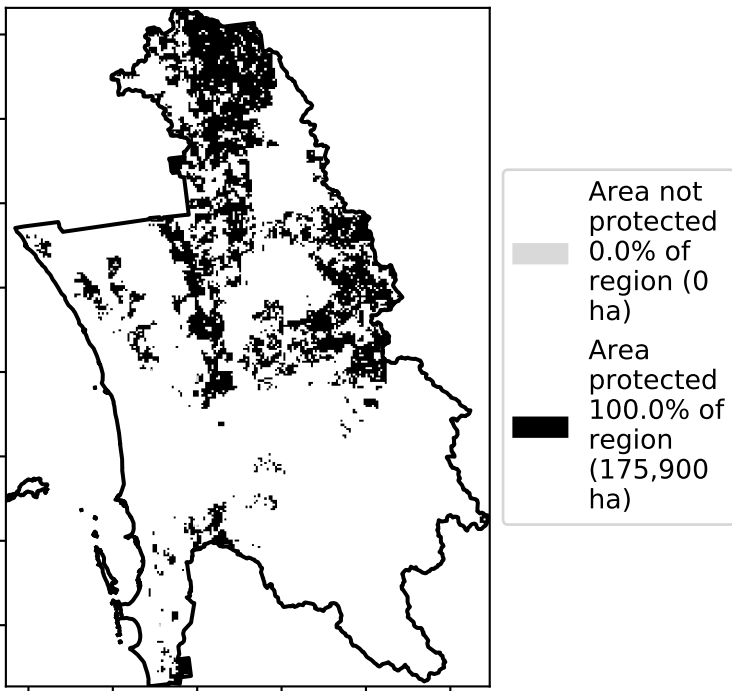 Area not
protected
0.0% of
region (0
ha)
Area
protected
100.0% of
region
(175,900
ha)